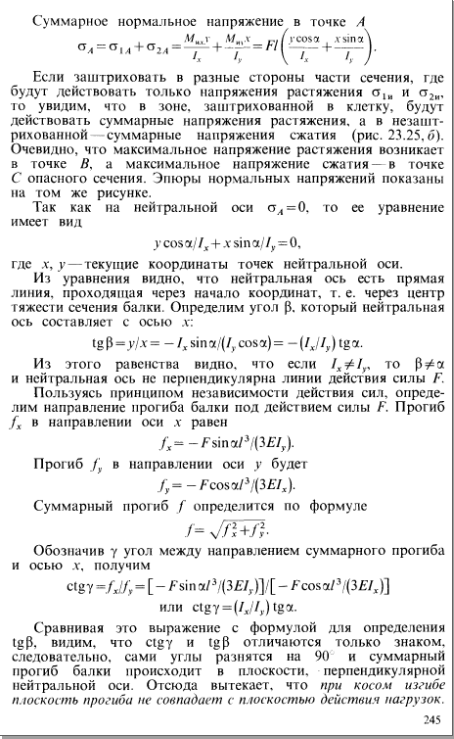 Суммарное нормальное напряжение в точке A
σ_A = σ_{1A} + σ_{2A} = M_{ux}y/I_x + M_{uy}x/I_y = Fl(y cos α/I_x + x sin α/I_y).
Если заштриховать в разные стороны части сечения, где
будут действовать только напряжения растяжения σ_{1и} и σ_{2и},
то увидим, что в зоне, заштрихованной в клетку, будут
действовать суммарные напряжения растяжения, а в незашт-
рихованной — суммарные напряжения сжатия (рис. 23.25, б).
Очевидно, что максимальное напряжение растяжения возникает
в точке B, а максимальное напряжение сжатия — в точке
C опасного сечения. Эпюры нормальных напряжений показаны
на том же рисунке.
Так как на нейтральной оси σ_A = 0, то ее уравнение
имеет вид
y cos α/I_x + x sin α/I_y = 0,
где x, y — текущие координаты точек нейтральной оси.
Из уравнения видно, что нейтральная ось есть прямая
линия, проходящая через начало координат, т. е. через центр
тяжести сечения балки. Определим угол β, который нейтральная
ось составляет с осью x:
tg β = y/x = − I_x sin α/(I_y cos α) = − (I_x/I_y) tg α.
Из этого равенства видно, что если I_x ≠ I_y, то β ≠ α
и нейтральная ось не перпендикулярна линии действия силы F.
Пользуясь принципом независимости действия сил, опреде-
лим направление прогиба балки под действием силы F. Прогиб
f_x в направлении оси x равен
f_x = − F sin αl³/(3EI_y).
Прогиб f_y в направлении оси y будет
f_y = − F cos αl³/(3EI_x).
Суммарный прогиб f определится по формуле
f = √(f_x² + f_y²).
Обозначив γ угол между направлением суммарного прогиба
и осью x, получим
ctg γ = f_x/f_y = [− F sin αl³/(3EI_y)]/[− F cos αl³/(3EI_x)]
или ctg γ = (I_x/I_y) tg α.
Сравнивая это выражение с формулой для определения
tg β, видим, что ctg γ и tg β отличаются только знаком,
следовательно, сами углы разнятся на 90° и суммарный
прогиб балки происходит в плоскости, перпендикулярной
нейтральной оси. Отсюда вытекает, что при косом изгибе
плоскость прогиба не совпадает с плоскостью действия нагрузок.
245